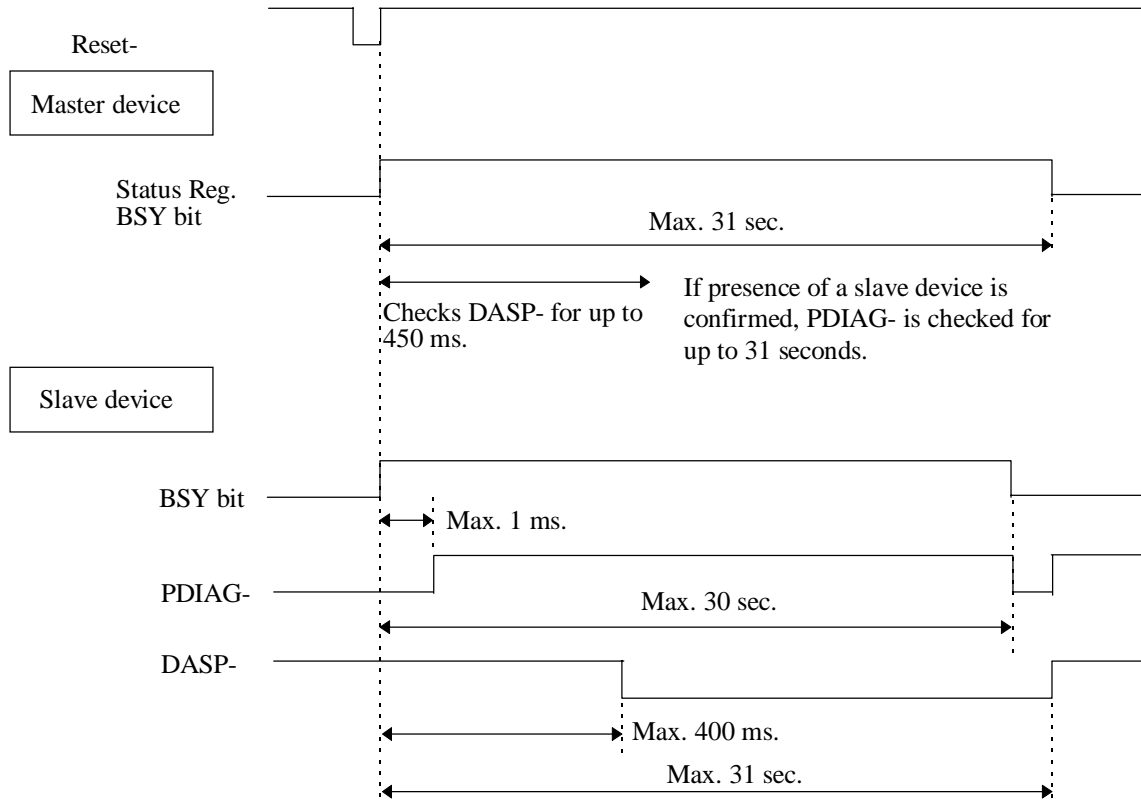 Reset-
Master device
Status Reg.
BSY bit
Max. 31 sec.
Checks DASP- for up to
450 ms.
If presence of a slave device is
confirmed, PDIAG- is checked for
up to 31 seconds.
Slave device
BSY bit
Max. 1 ms.
PDIAG-
Max. 30 sec.
DASP-
Max. 400 ms.
Max. 31 sec.